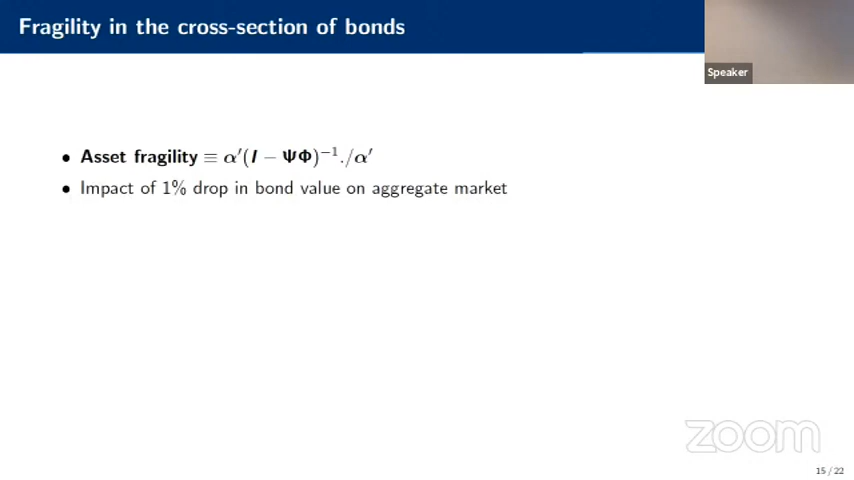 Fragility in the cross-section of bonds
Speaker
• Asset fragility ≡ α′(I − ΨΦ)⁻¹./α′
• Impact of 1% drop in bond value on aggregate market
zoom
15 / 22